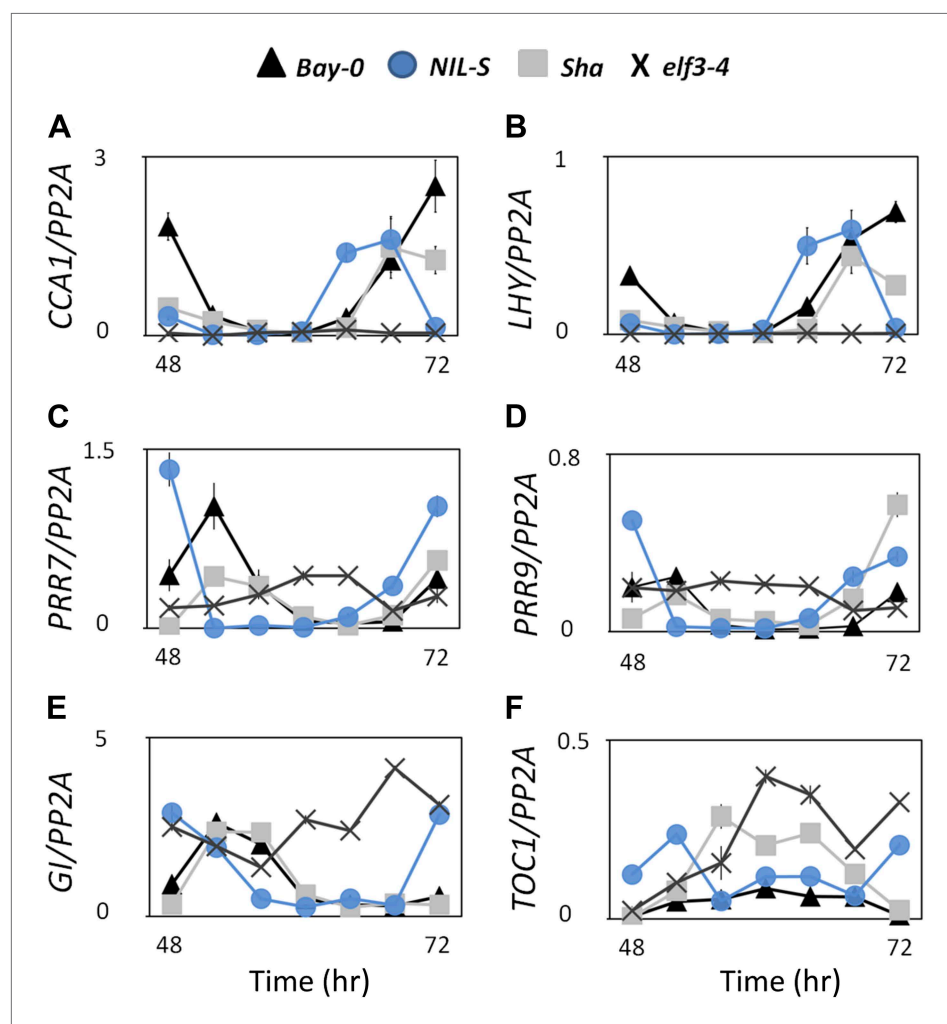 Bay-0 NIL-S Sha X elf3-4
A
3
CCA1/PP2A
0
48 72
B
1
LHY/PP2A
0
48 72
C
1.5
PRR7/PP2A
0
48 72
D
0.8
PRR9/PP2A
0
48 72
E
5
GI/PP2A
0
48 72
Time (hr)
F
0.5
TOC1/PP2A
0
48 72
Time (hr)